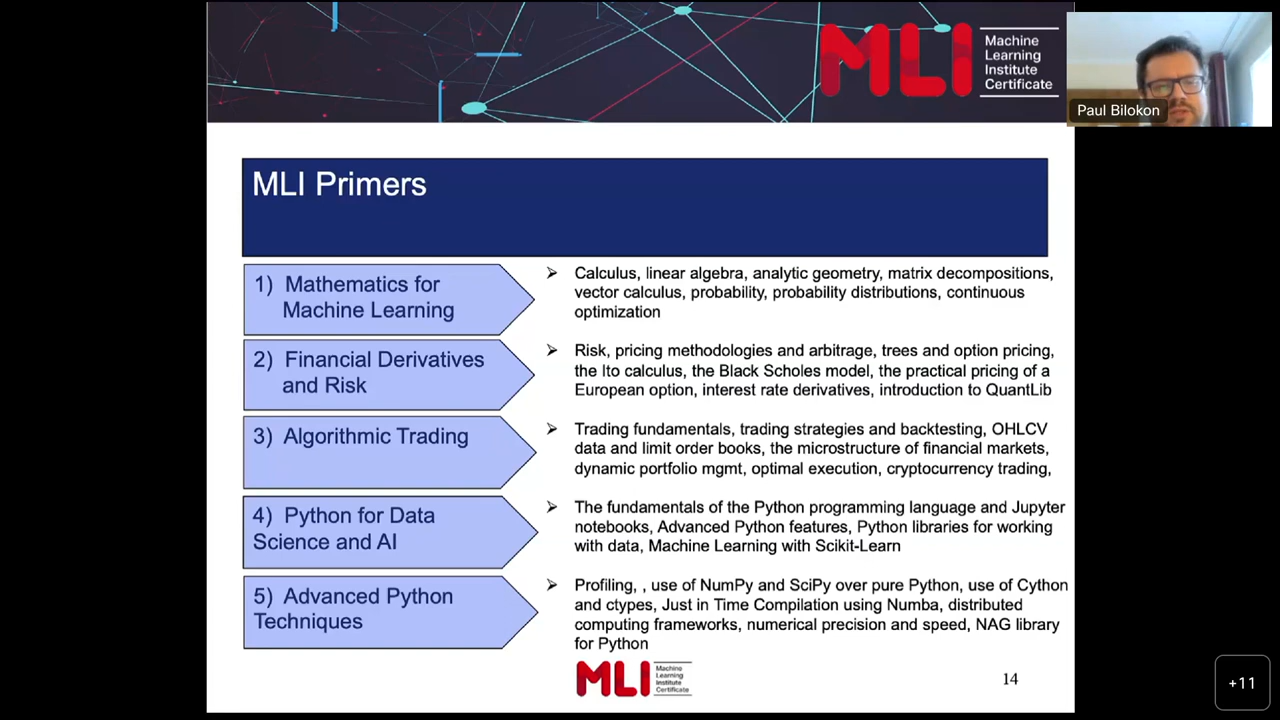 MLI
Machine
Learning
Institute
Certificate
Paul Bilokon
MLI Primers
1) Mathematics for
Machine Learning
➢ Calculus, linear algebra, analytic geometry, matrix decompositions,
vector calculus, probability, probability distributions, continuous
optimization
2) Financial Derivatives
and Risk
➢ Risk, pricing methodologies and arbitrage, trees and option pricing,
the Ito calculus, the Black Scholes model, the practical pricing of a
European option, interest rate derivatives, introduction to QuantLib
3) Algorithmic Trading
➢ Trading fundamentals, trading strategies and backtesting, OHLCV
data and limit order books, the microstructure of financial markets,
dynamic portfolio mgmt, optimal execution, cryptocurrency trading,
4) Python for Data
Science and AI
➢ The fundamentals of the Python programming language and Jupyter
notebooks, Advanced Python features, Python libraries for working
with data, Machine Learning with Scikit-Learn
5) Advanced Python
Techniques
➢ Profiling, , use of NumPy and SciPy over pure Python, use of Cython
and ctypes, Just in Time Compilation using Numba, distributed
computing frameworks, numerical precision and speed, NAG library
for Python
MLI
Machine
Learning
Institute
Certificate
14
+11